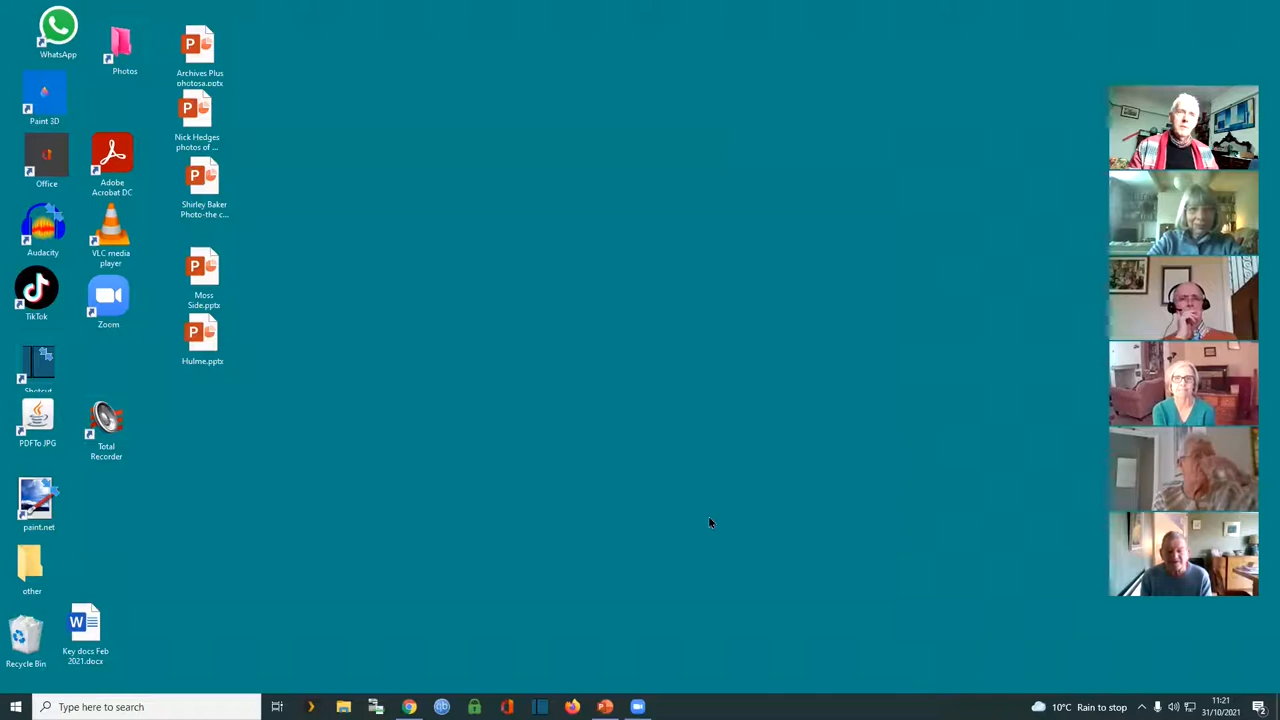 WhatsApp
Photos
Archives Plus
photosa.pptx
Paint 3D
Nick Hedges
photos of ...
Office
Adobe
Acrobat DC
Shirley Baker
Photo-the c...
Audacity
VLC media
player
TikTok
Zoom
Moss
Side.pptx
Hulme.pptx
Shotcut
PDFTo JPG
Total
Recorder
paint.net
other
Recycle Bin
Key docs Feb
2021.docx
Type here to search
10°C Rain to stop
11:21
31/10/2021
2